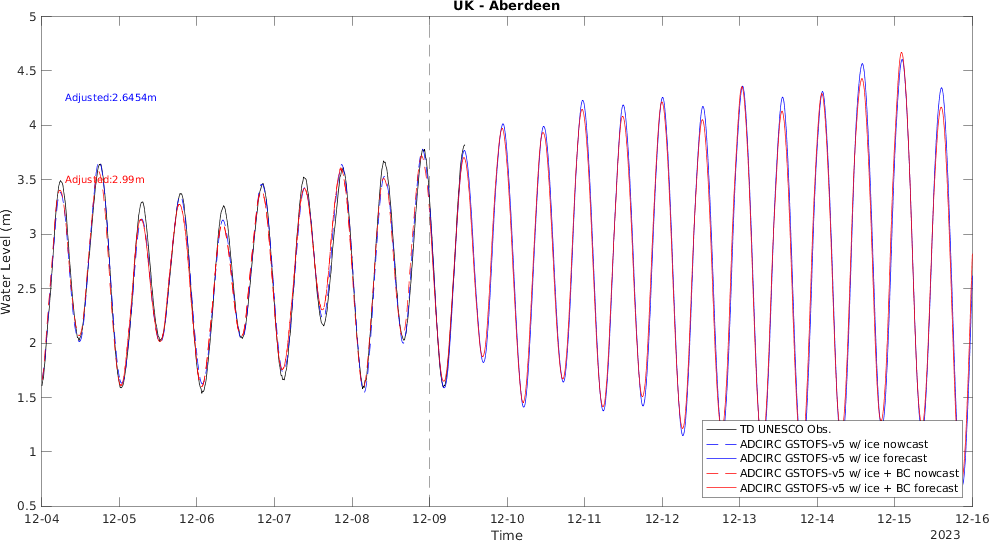 UK - Aberdeen
5
4.5
4
3.5
3
2.5
2
1.5
1
0.5
Water Level (m)
Adjusted:2.6454m
Adjusted:2.99m
TD UNESCO Obs.
ADCIRC GSTOFS-v5 w/ ice nowcast
ADCIRC GSTOFS-v5 w/ ice forecast
ADCIRC GSTOFS-v5 w/ ice + BC nowcast
ADCIRC GSTOFS-v5 w/ ice + BC forecast
12-04 12-05 12-06 12-07 12-08 12-09 12-10 12-11 12-12 12-13 12-14 12-15 12-16
Time
2023